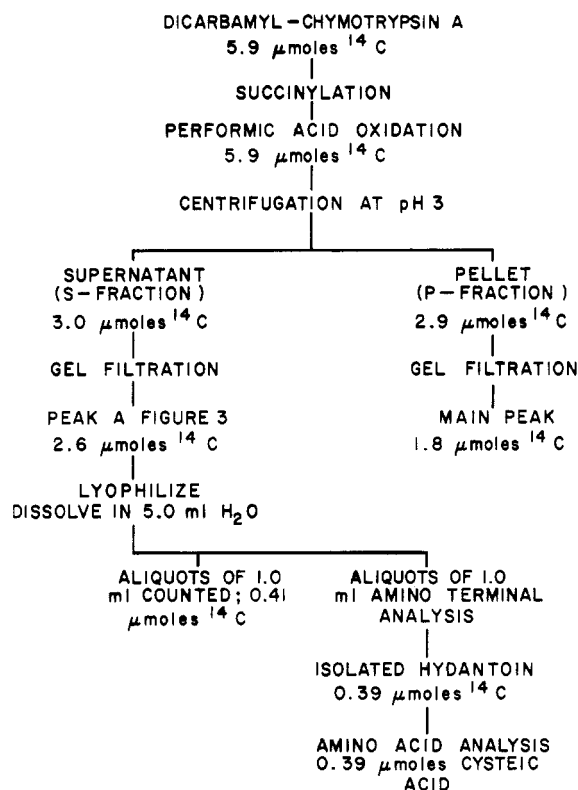 DICARBAMYL-CHYMOTRYPSIN A
5.9 μmoles ¹⁴C
SUCCINYLATION
PERFORMIC ACID OXIDATION
5.9 μmoles ¹⁴C
CENTRIFUGATION AT pH 3
SUPERNATANT
(S-FRACTION)
3.0 μmoles ¹⁴C
GEL FILTRATION
PEAK A FIGURE 3
2.6 μmoles ¹⁴C
LYOPHILIZE
DISSOLVE IN 5.0 ml H₂O
PELLET
(P-FRACTION)
2.9 μmoles ¹⁴C
GEL FILTRATION
MAIN PEAK
1.8 μmoles ¹⁴C
ALIQUOTS OF 1.0
ml COUNTED; 0.41
μmoles ¹⁴C
ALIQUOTS OF 1.0
ml AMINO TERMINAL
ANALYSIS
ISOLATED HYDANTOIN
0.39 μmoles ¹⁴C
AMINO ACID ANALYSIS
0.39 μmoles CYSTEIC
ACID